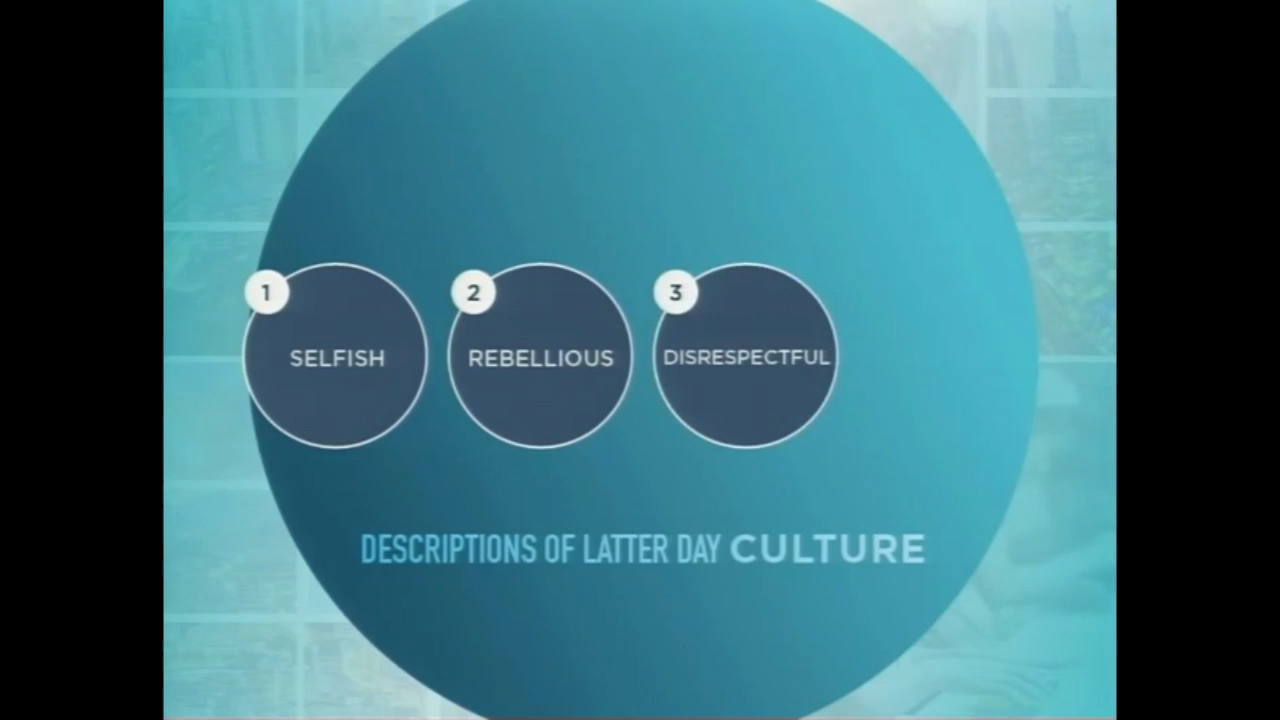 1
SELFISH
2
REBELLIOUS
3
DISRESPECTFUL
DESCRIPTIONS OF LATTER DAY CULTURE